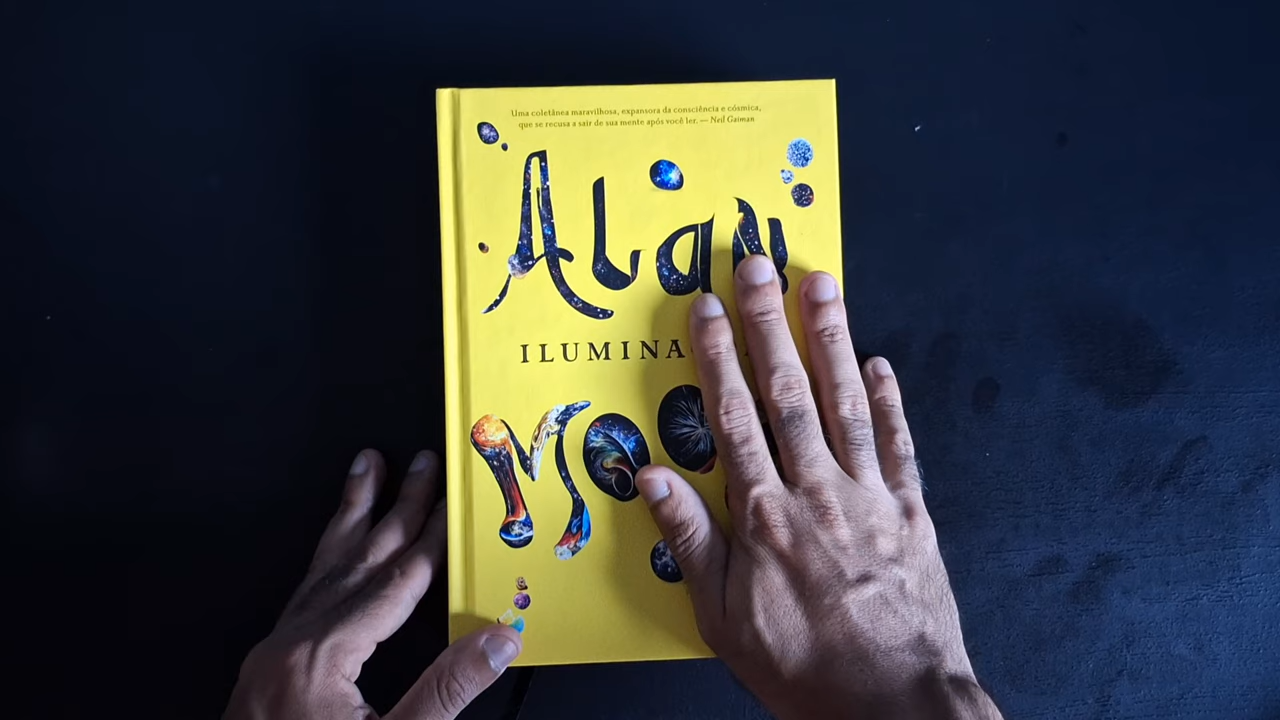 Uma coletânea maravilhosa, expansora da consciência e cósmica,
que se recusa a sair de sua mente após você ler. — Neil Gaiman
Alan
ILUMINA
Moo